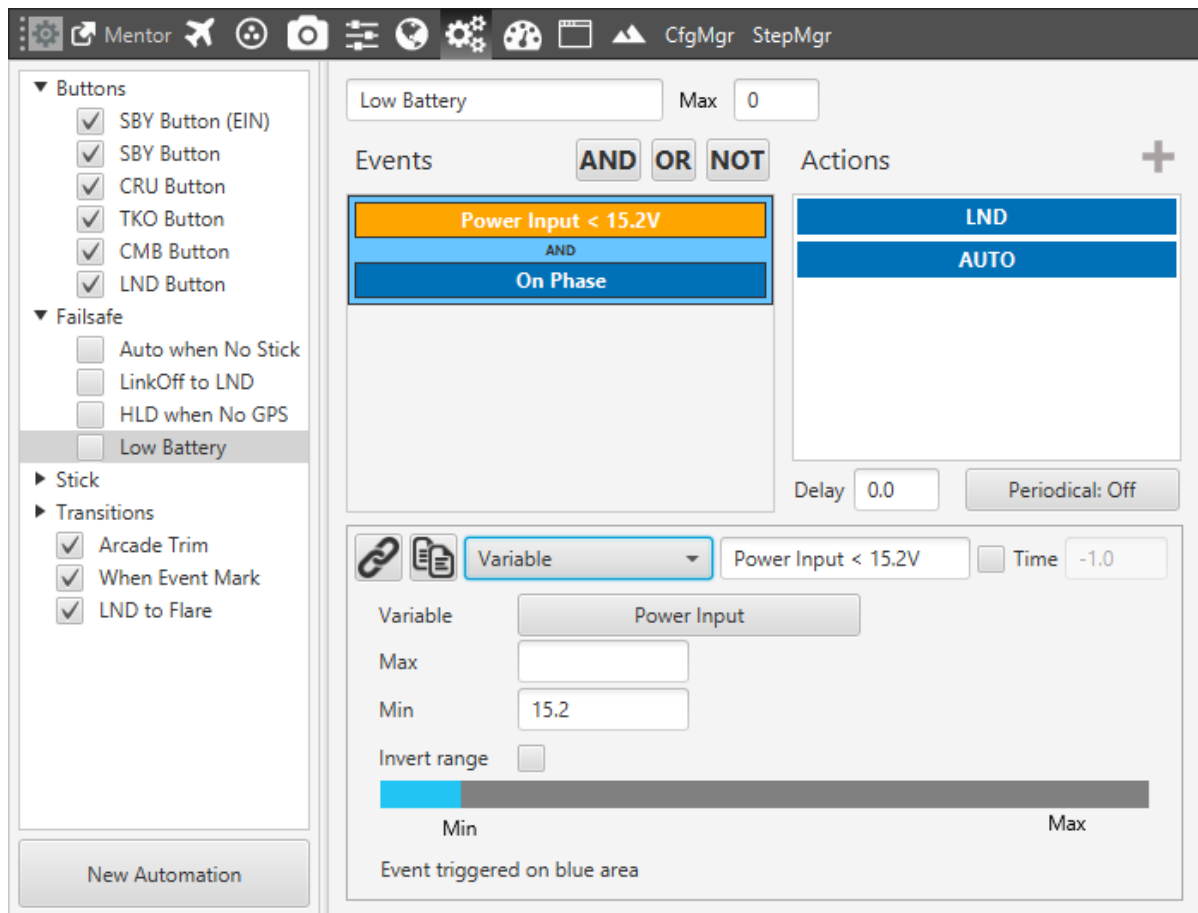 Mentor CfgMgr StepMgr
Buttons
SBY Button (EIN)
SBY Button
CRU Button
TKO Button
CMB Button
LND Button
Failsafe
Auto when No Stick
LinkOff to LND
HLD when No GPS
Low Battery
Stick
Transitions
Arcade Trim
When Event Mark
LND to Flare
New Automation
Low Battery Max 0
Events AND OR NOT
Power Input < 15.2V
AND
On Phase
Actions
LND
AUTO
Delay 0.0 Periodical: Off
Variable Power Input < 15.2V Time -1.0
Variable Power Input
Max
Min 15.2
Invert range
Min Max
Event triggered on blue area